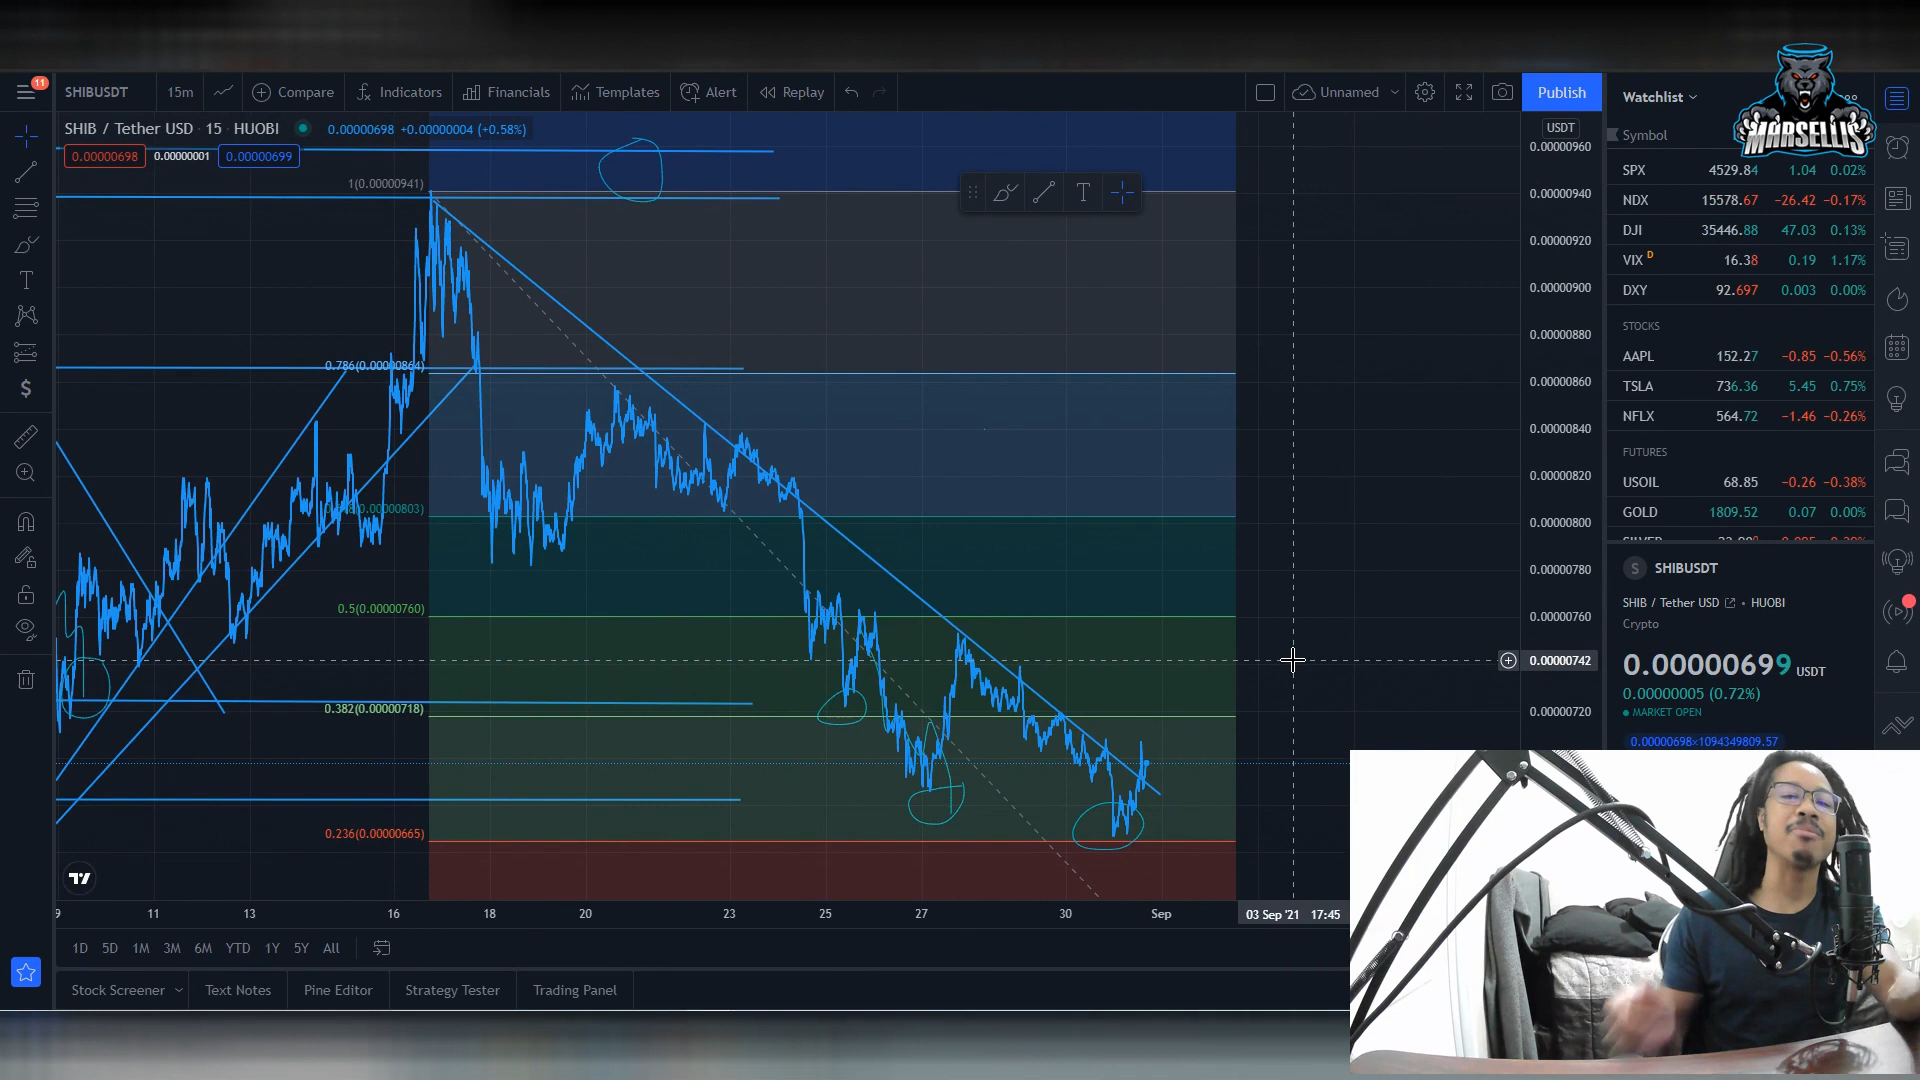 11
SHIBUSDT
15m
Compare
Indicators
Financials
Templates
Alert
Replay
Unnamed
Publish
Watchlist
MARSELLIS
SHIB / Tether USD · 15 · HUOBI
0.00000698 +0.00000004 (+0.58%)
0.00000698
0.00000001
0.00000699
USDT
Symbol
0.00000960
0.00000940
0.00000920
0.00000900
0.00000880
0.00000860
0.00000840
0.00000820
0.00000800
0.00000780
0.00000760
0.00000742
0.00000720
1(0.00000941)
0.786(0.00000864)
0.5(0.00000760)
0.382(0.00000718)
0.236(0.00000665)
SPX 4529.84 1.04 0.02%
NDX 15578.67 −26.42 −0.17%
DJI 35446.88 47.03 0.13%
VIX D 16.38 0.19 1.17%
DXY 92.697 0.003 0.00%
STOCKS
AAPL 152.27 −0.85 −0.56%
TSLA 736.36 5.45 0.75%
NFLX 564.72 −1.46 −0.26%
FUTURES
USOIL 68.85 −0.26 −0.38%
GOLD 1809.52 0.07 0.00%
S SHIBUSDT
SHIB / Tether USD • HUOBI
Crypto
0.00000699 USDT
0.00000005 (0.72%)
MARKET OPEN
0.00000698×1094349809.57
9 11 13 16 18 20 23 25 27 30 Sep 03 Sep '21 17:45
1D 5D 1M 3M 6M YTD 1Y 5Y All
Stock Screener
Text Notes
Pine Editor
Strategy Tester
Trading Panel